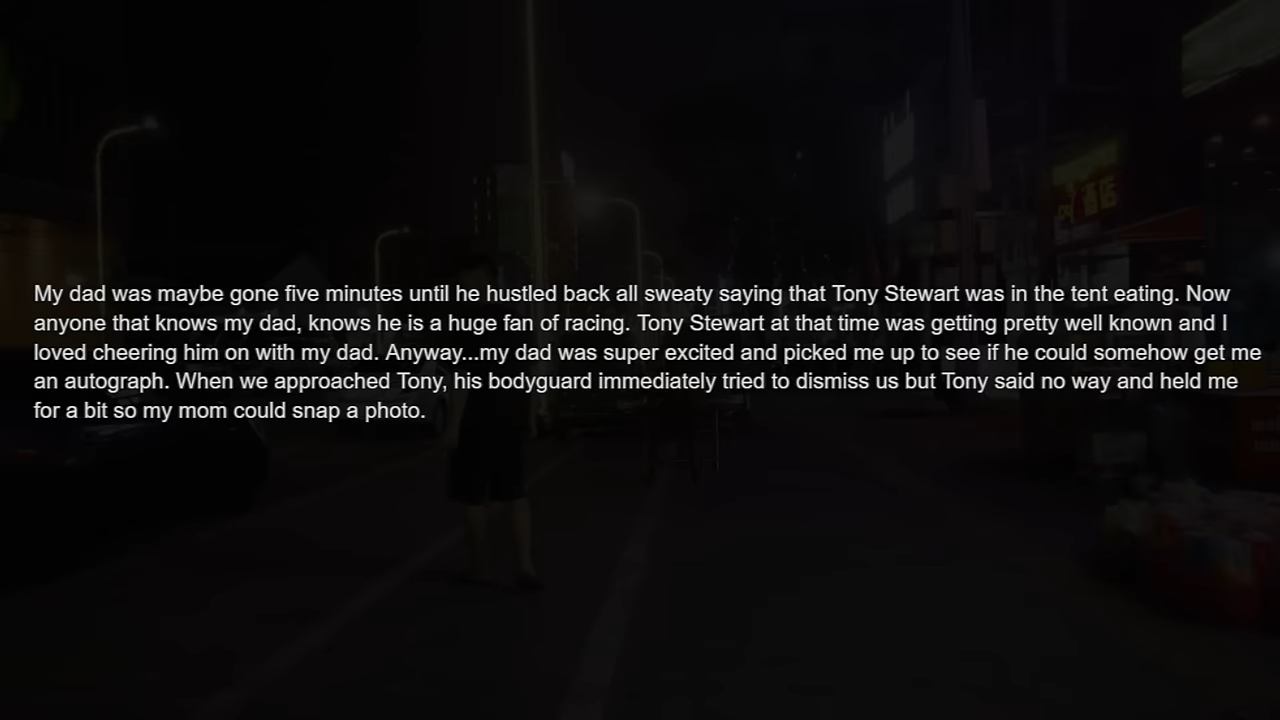 My dad was maybe gone five minutes until he hustled back all sweaty saying that Tony Stewart was in the tent eating. Now
anyone that knows my dad, knows he is a huge fan of racing. Tony Stewart at that time was getting pretty well known and I
loved cheering him on with my dad. Anyway...my dad was super excited and picked me up to see if he could somehow get me
an autograph. When we approached Tony, his bodyguard immediately tried to dismiss us but Tony said no way and held me
for a bit so my mom could snap a photo.